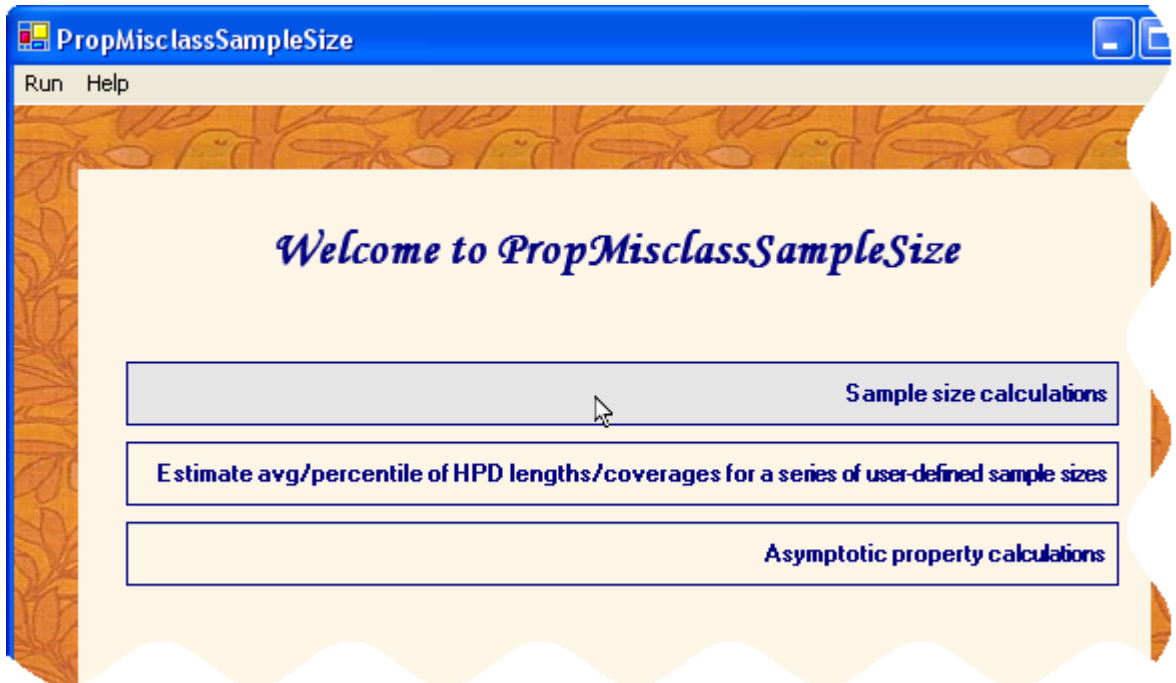 PropMisclassSampleSize
Run Help
Welcome to PropMisclassSampleSize
Sample size calculations
Estimate avg/percentile of HPD lengths/coverages for a series of user-defined sample sizes
Asymptotic property calculations